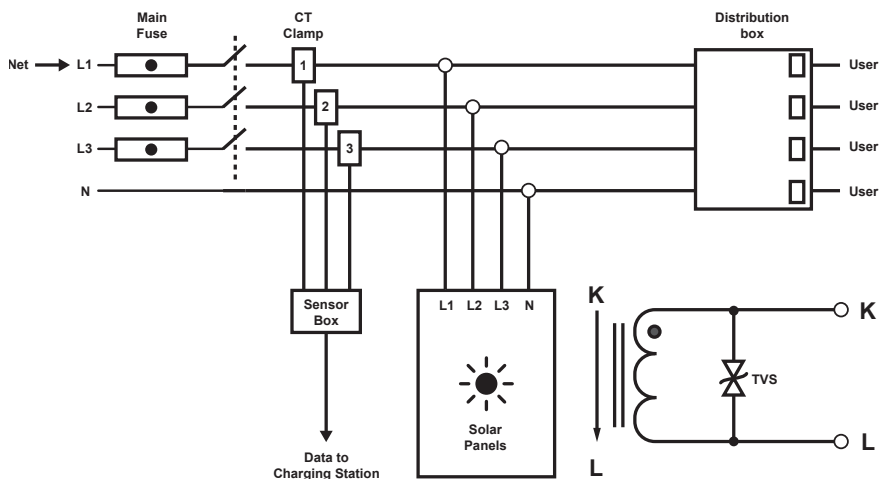 Main
Fuse
CT
Clamp
Distribution
box
Net
L1
1
User
L2
2
User
L3
3
User
N
User
Sensor
Box
L1 L2 L3 N
Solar
Panels
Data to
Charging Station
K
K
TVS
L
L